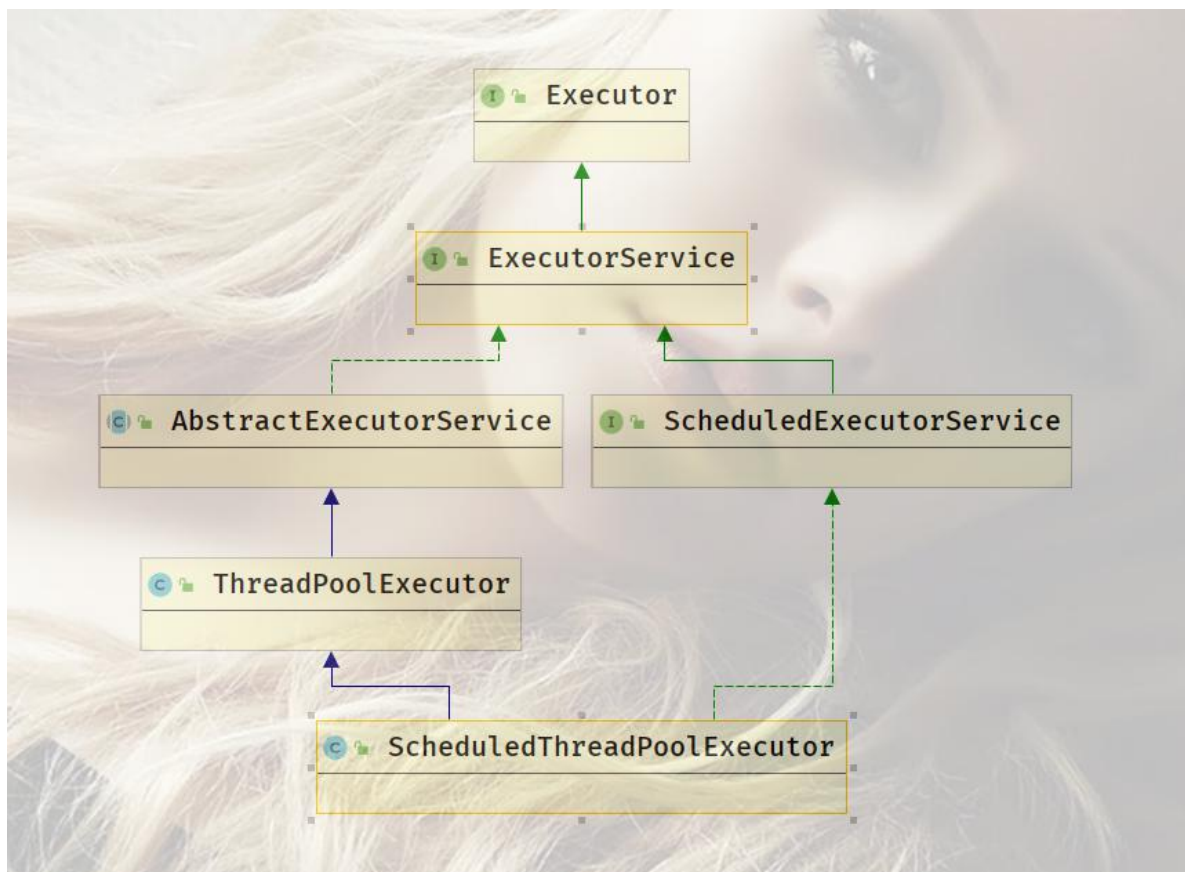 I Executor
I ExecutorService
C AbstractExecutorService
I ScheduledExecutorService
C ThreadPoolExecutor
C ScheduledThreadPoolExecutor